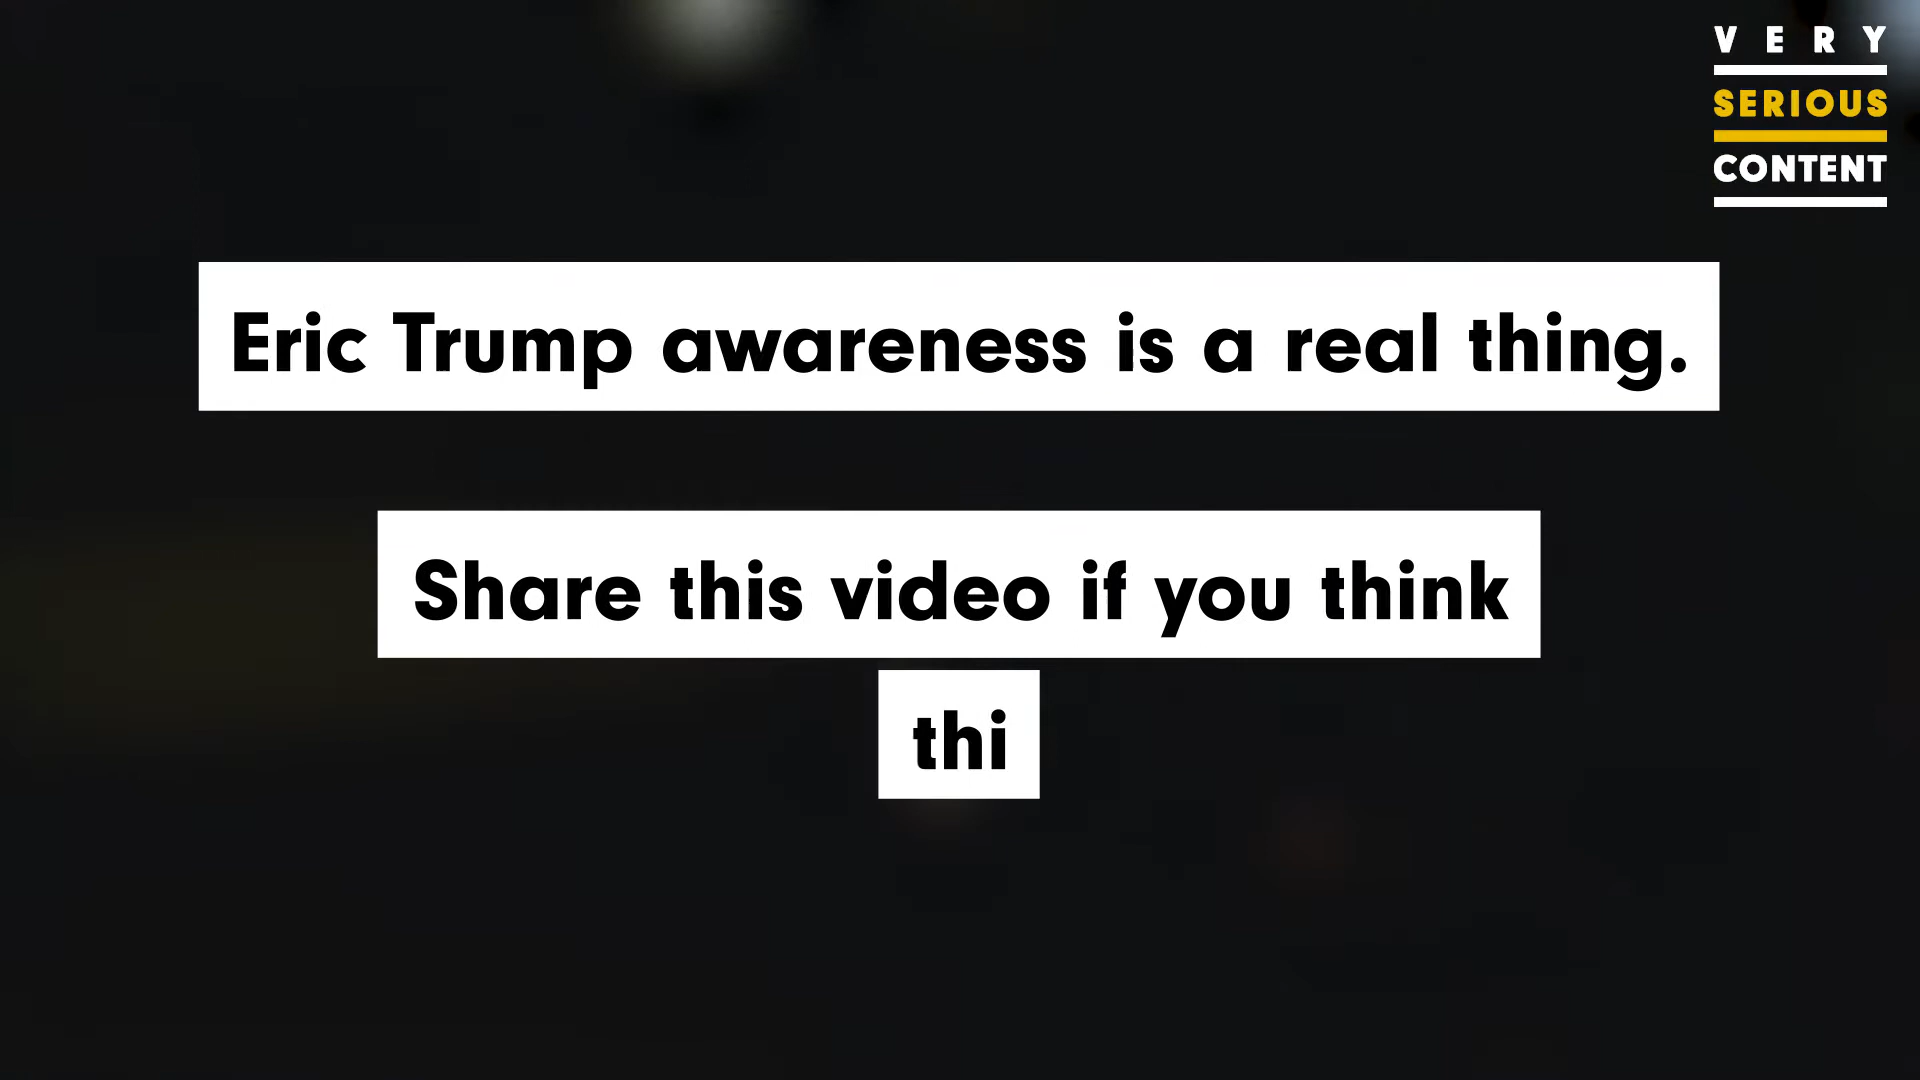 VERY
SERIOUS
CONTENT
Eric Trump awareness is a real thing.
Share this video if you think
thi